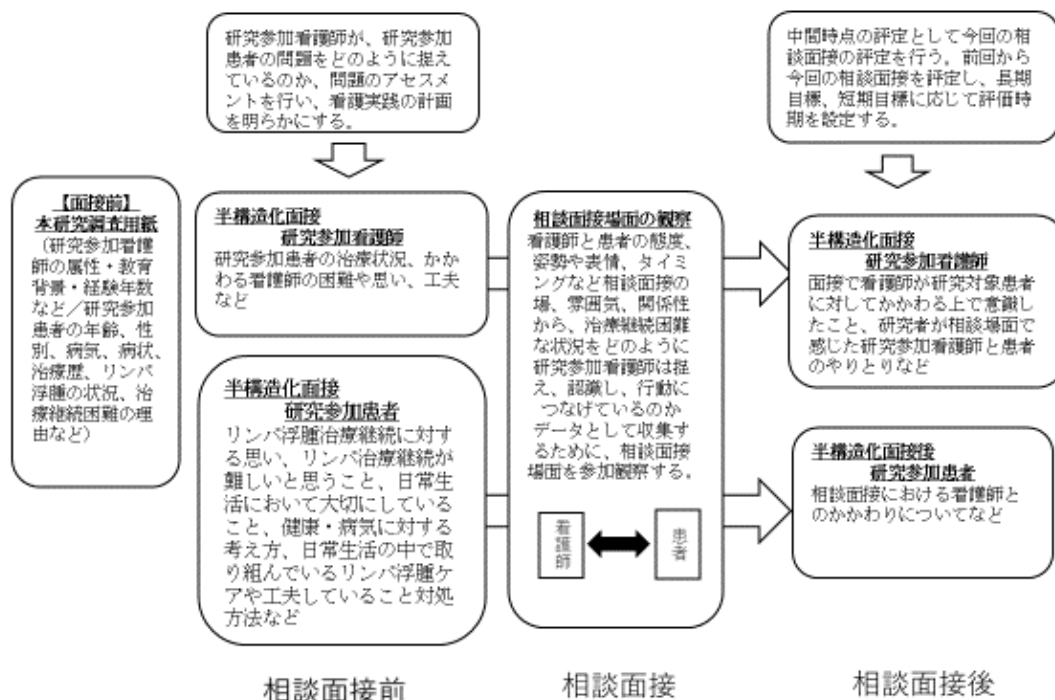 研究参加看護師が、研究参加
患者の問題をどのように捉え
ているのか、問題のアセスメ
ントを行い、看護実践の計画
を明らかにする。
中間時点の評定として今回の相
談面接の評定を行う。前回から
今回の相談面接を評定し、長期
目標、短期目標に応じて評価時
期を設定する。
【面接前】
本研究調査用紙
(研究参加看護
師の属性・教育
背景・経験年数
など/研究参加
患者の年齢、性
別、病気、病状、
治療歴、リンパ
浮腫の状況、治
療継続困難の理
由など)
半構造化面接
研究参加看護師
研究参加患者の治療状況、かか
わる看護師の困難や思い、工夫
など
半構造化面接
研究参加患者
リンパ浮腫治療継続に対す
る思い、リンパ治療継続が
難しいと思うこと、日常生
活において大切にしている
こと、健康・病気に対する
考え方、日常生活の中で取
り組んでいるリンパ浮腫ケ
アや工夫していること対処
方法など
相談面接場面の観察
看護師と患者の態度、
姿勢や表情、タイミ
ングなど相談面接の
場、雰囲気、関係性
から、治療継続困難
な状況をどのように
研究参加看護師は捉
え、認識し、行動に
つなげているのか
データとして収集す
るために、相談面接
場面を参加観察する。
看護師
患者
半構造化面接
研究参加看護師
面接で看護師が研究対象患者
に対してかかわる上で意識し
たこと、研究者が相談場面で
感じた研究参加看護師と患者
のやりとりなど
半構造化面接後
研究参加患者
相談面接における看護師と
のかかわりについてなど
相談面接前
相談面接
相談面接後